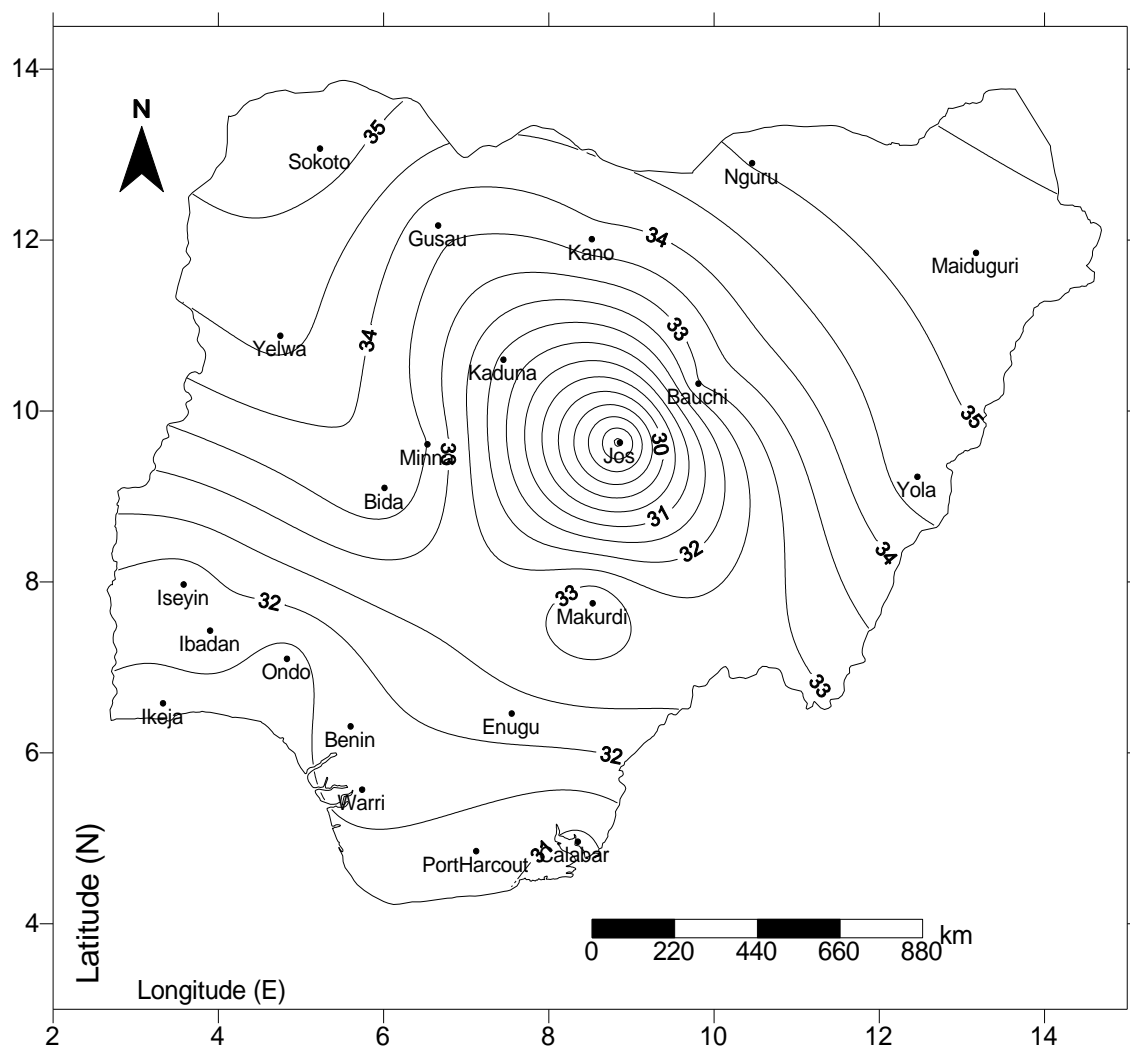 14
N
35
Sokoto
Nguru
12
Gusau
34
Kano
Maiduguri
33
34
Yelwa
Kaduna
Bauchi
10
35
33
30
Minna
Jos
Bida
Yola
31
32
34
8
33
Iseyin
32
Makurdi
Ibadan
Ondo
33
Ikeja
Enugu
Benin
6
32
Warri
31
Calabar
PortHarcout
4
Latitude (N)
km
0 220 440 660 880
Longitude (E)
2 4 6 8 10 12 14